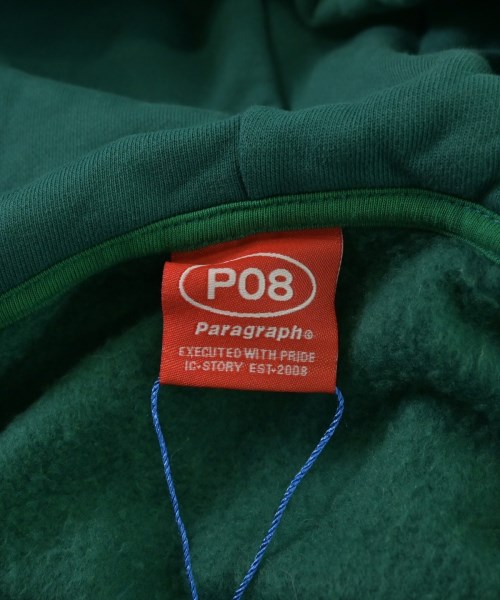 P08
Paragraph®
EXECUTED WITH PRIDE
IC-STORY EST-2008